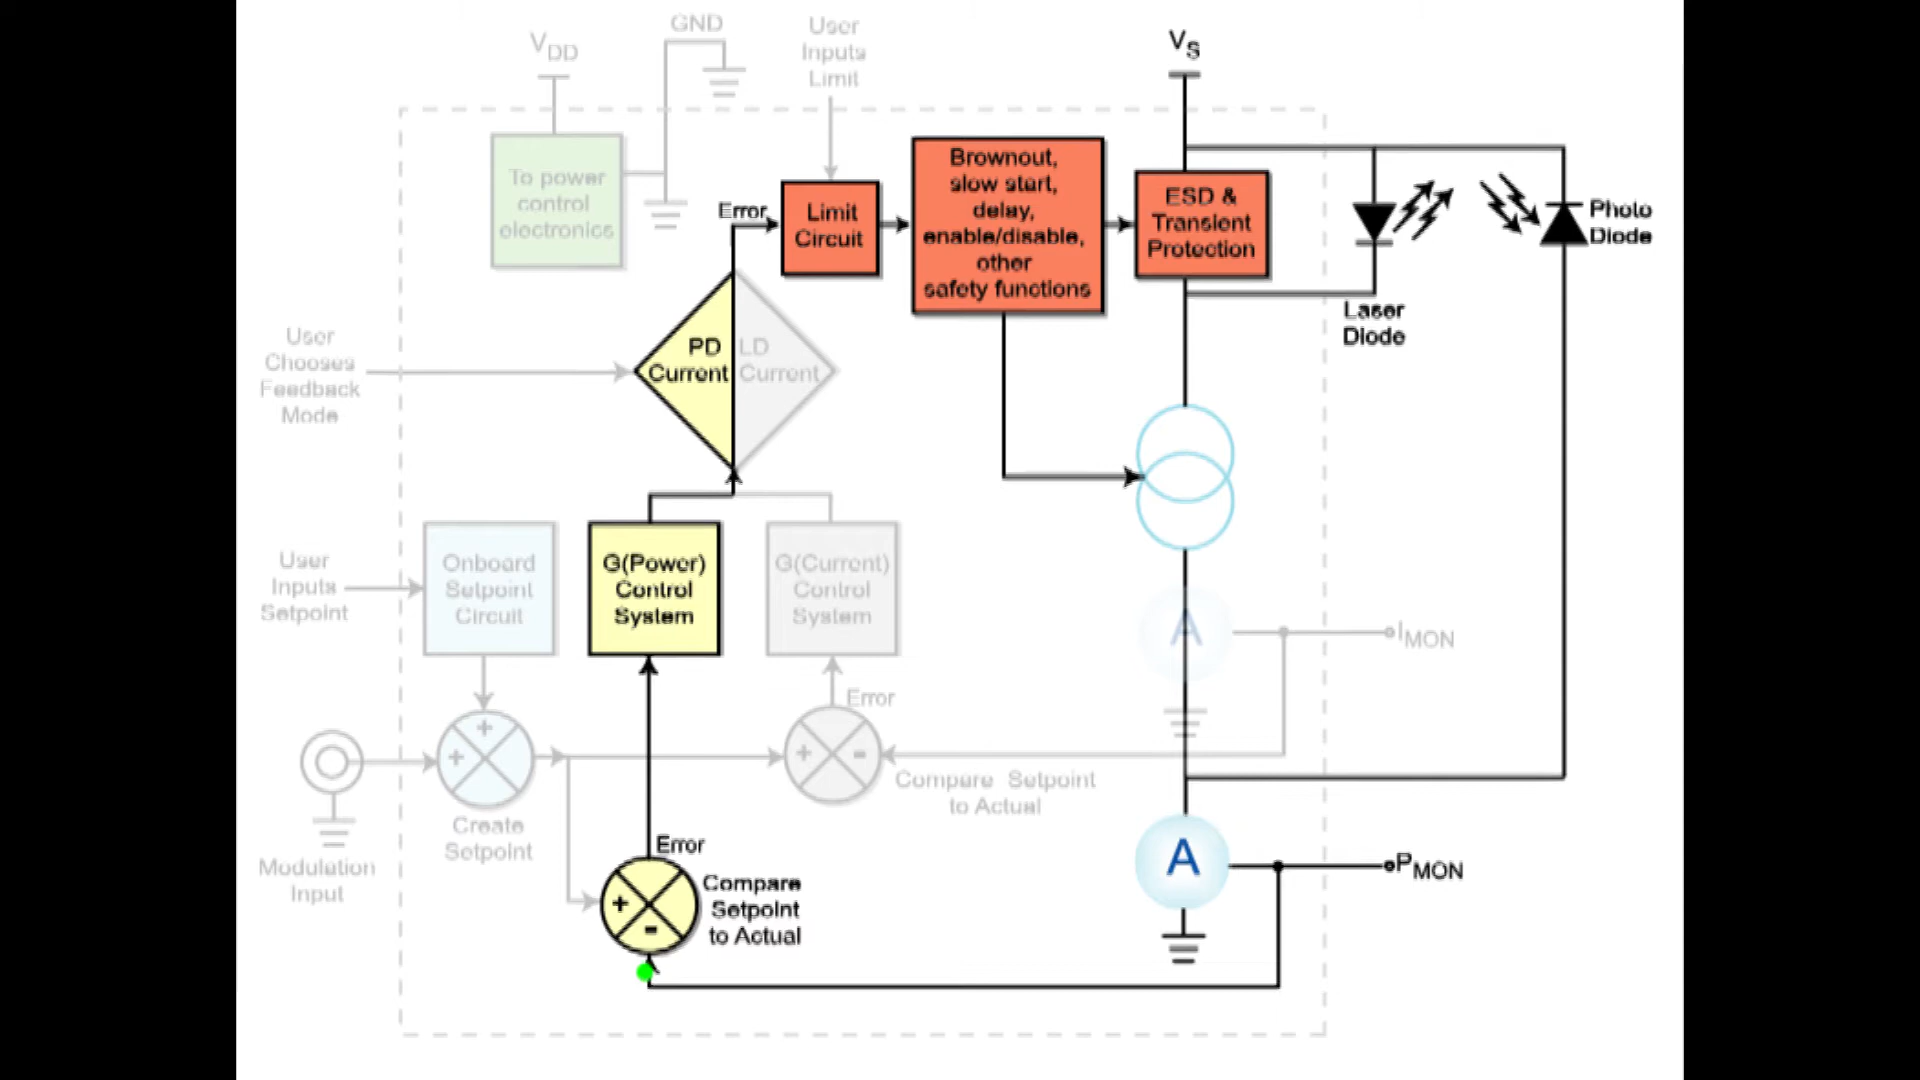 GND
VDD
User
Inputs
Limit
VS
To power
control
electronics
Error
Limit
Circuit
Brownout,
slow start,
delay,
enable/disable,
other
safety functions
ESD &
Transient
Protection
Photo
Diode
Laser
Diode
User
Chooses
Feedback
Mode
PD
Current
LD
Current
User
Inputs
Setpoint
Onboard
Setpoint
Circuit
G(Power)
Control
System
G(Current)
Control
System
A
IMON
Error
+
+
+
-
Compare Setpoint
to Actual
Create
Setpoint
Modulation
Input
Error
+
-
Compare
Setpoint
to Actual
A
PMON